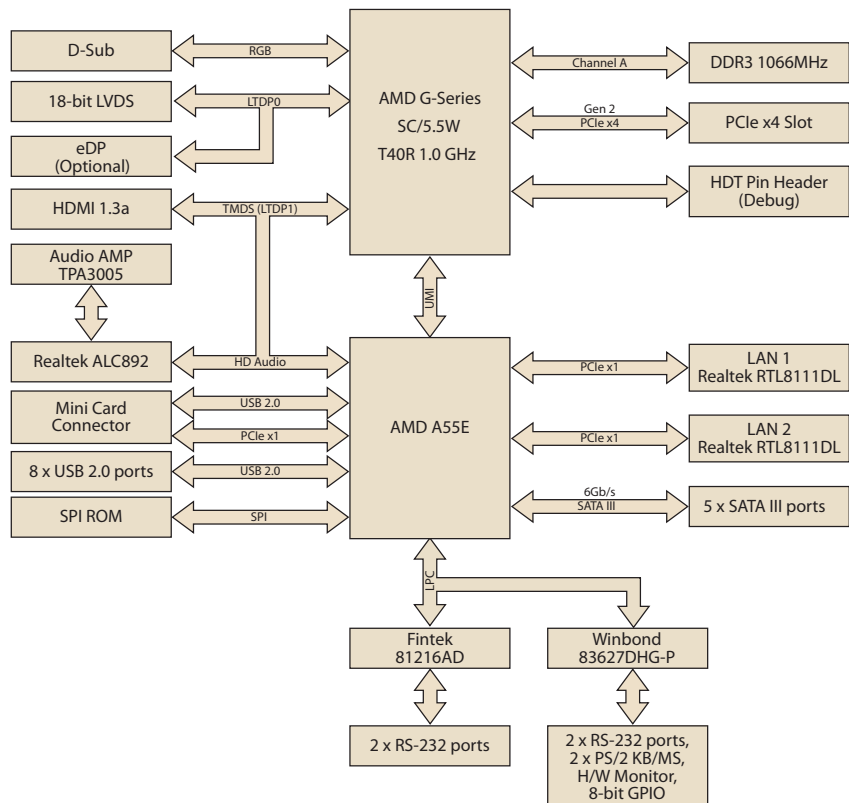 D-Sub
RGB
18-bit LVDS
LTDP0
eDP
(Optional)
HDMI 1.3a
TMDS (LTDP1)
Audio AMP
TPA3005
Realtek ALC892
HD Audio
Mini Card
Connector
USB 2.0
PCIe x1
8 x USB 2.0 ports
USB 2.0
SPI ROM
SPI
AMD G-Series
SC/5.5W
T40R 1.0 GHz
UMI
AMD A55E
Channel A
DDR3 1066MHz
Gen 2
PCIe x4
PCIe x4 Slot
HDT Pin Header
(Debug)
PCIe x1
LAN 1
Realtek RTL8111DL
PCIe x1
LAN 2
Realtek RTL8111DL
6Gb/s
SATA III
5 x SATA III ports
LPC
Fintek
81216AD
Winbond
83627DHG-P
2 x RS-232 ports
2 x RS-232 ports,
2 x PS/2 KB/MS,
H/W Monitor,
8-bit GPIO